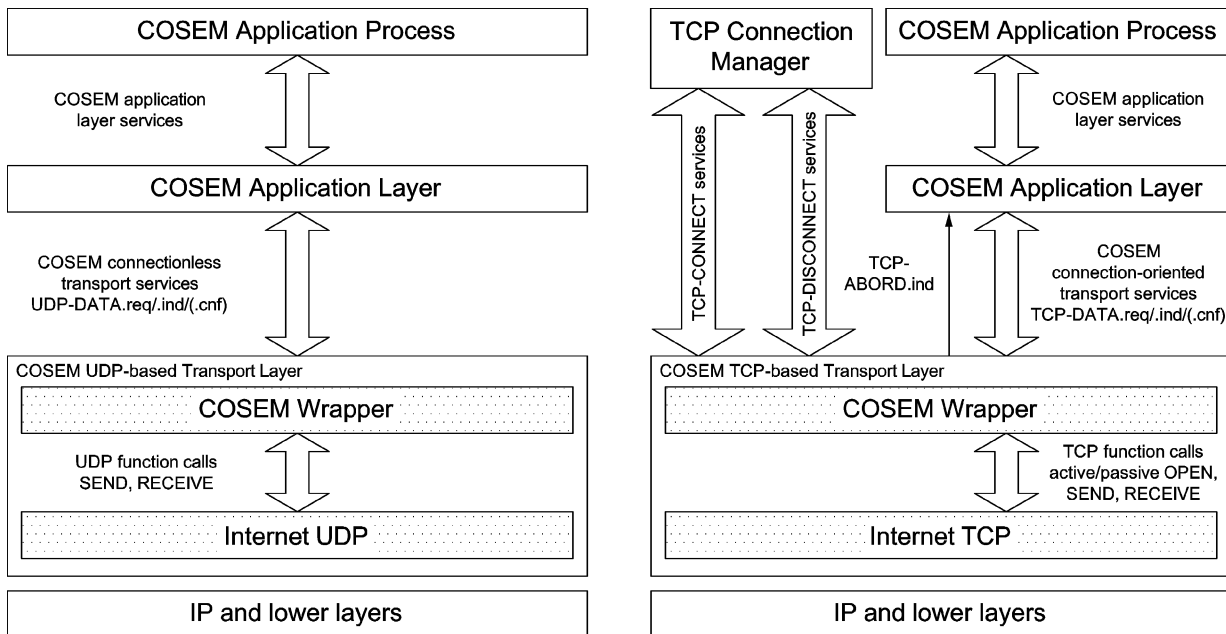 COSEM Application Process
COSEM application
layer services
COSEM Application Layer
COSEM connectionless
transport services
UDP-DATA.req/.ind/(.cnf)
COSEM UDP-based Transport Layer
COSEM Wrapper
UDP function calls
SEND, RECEIVE
Internet UDP
IP and lower layers
TCP Connection
Manager
COSEM Application Process
TCP-CONNECT services
TCP-DISCONNECT services
COSEM application
layer services
COSEM Application Layer
TCP-
ABORD.ind
COSEM
connection-oriented
transport services
TCP-DATA.req/.ind/(.cnf)
COSEM TCP-based Transport Layer
COSEM Wrapper
TCP function calls
active/passive OPEN,
SEND, RECEIVE
Internet TCP
IP and lower layers